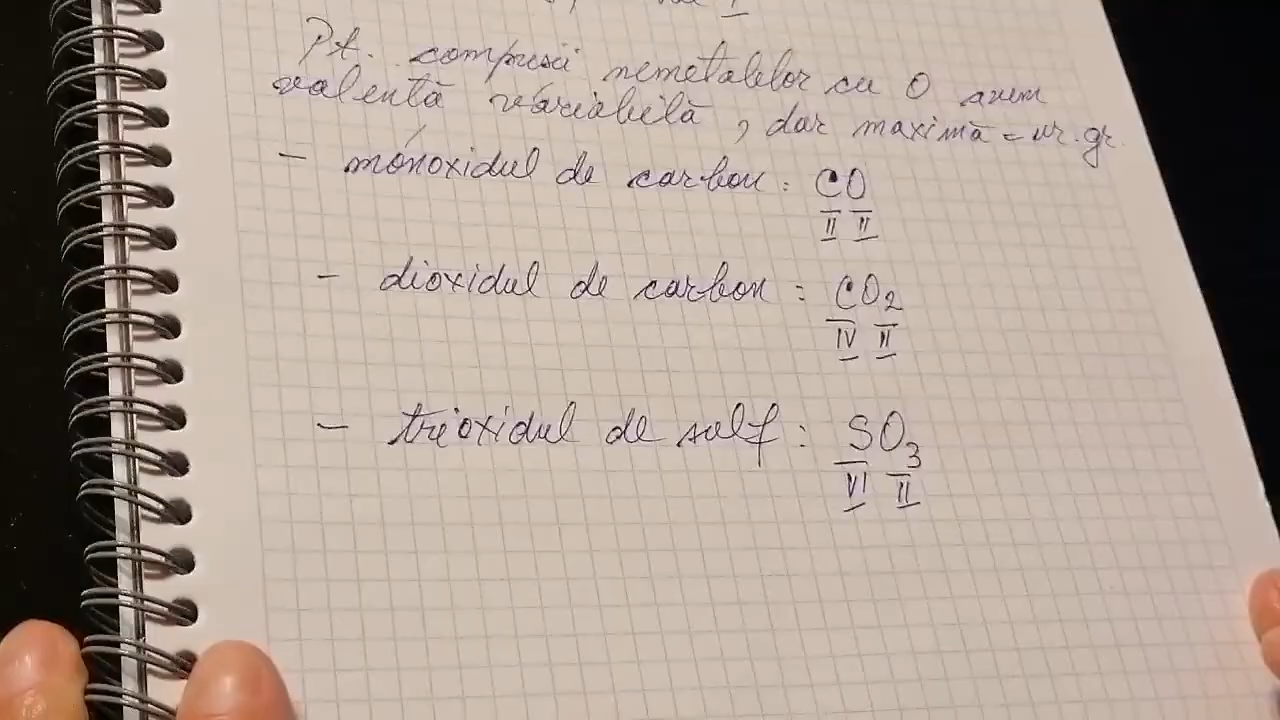 Pt. compușii nemetalelor cu O avem
valență variabilă, dar maximă = nr. gr.
- monoxidul de carbon : CO
II II
- dioxidul de carbon : CO₂
IV II
- trioxidul de sulf : SO₃
VI II